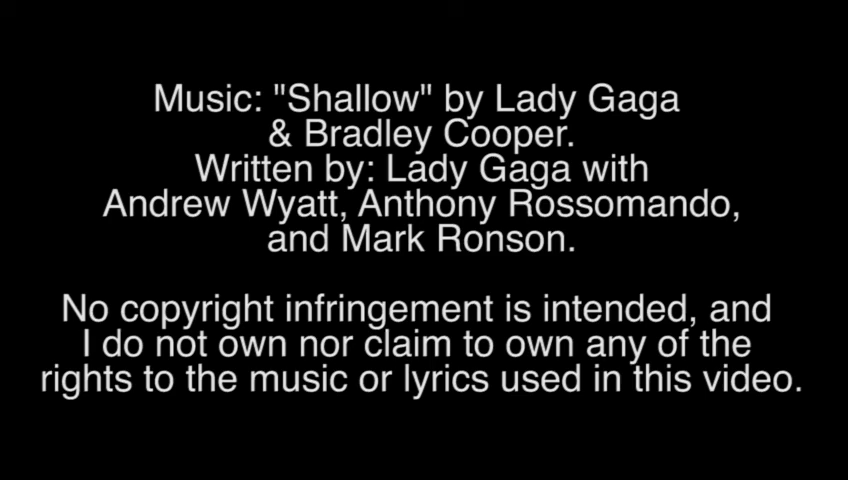 Music: "Shallow" by Lady Gaga
& Bradley Cooper.
Written by: Lady Gaga with
Andrew Wyatt, Anthony Rossomando,
and Mark Ronson.
No copyright infringement is intended, and
I do not own nor claim to own any of the
rights to the music or lyrics used in this video.